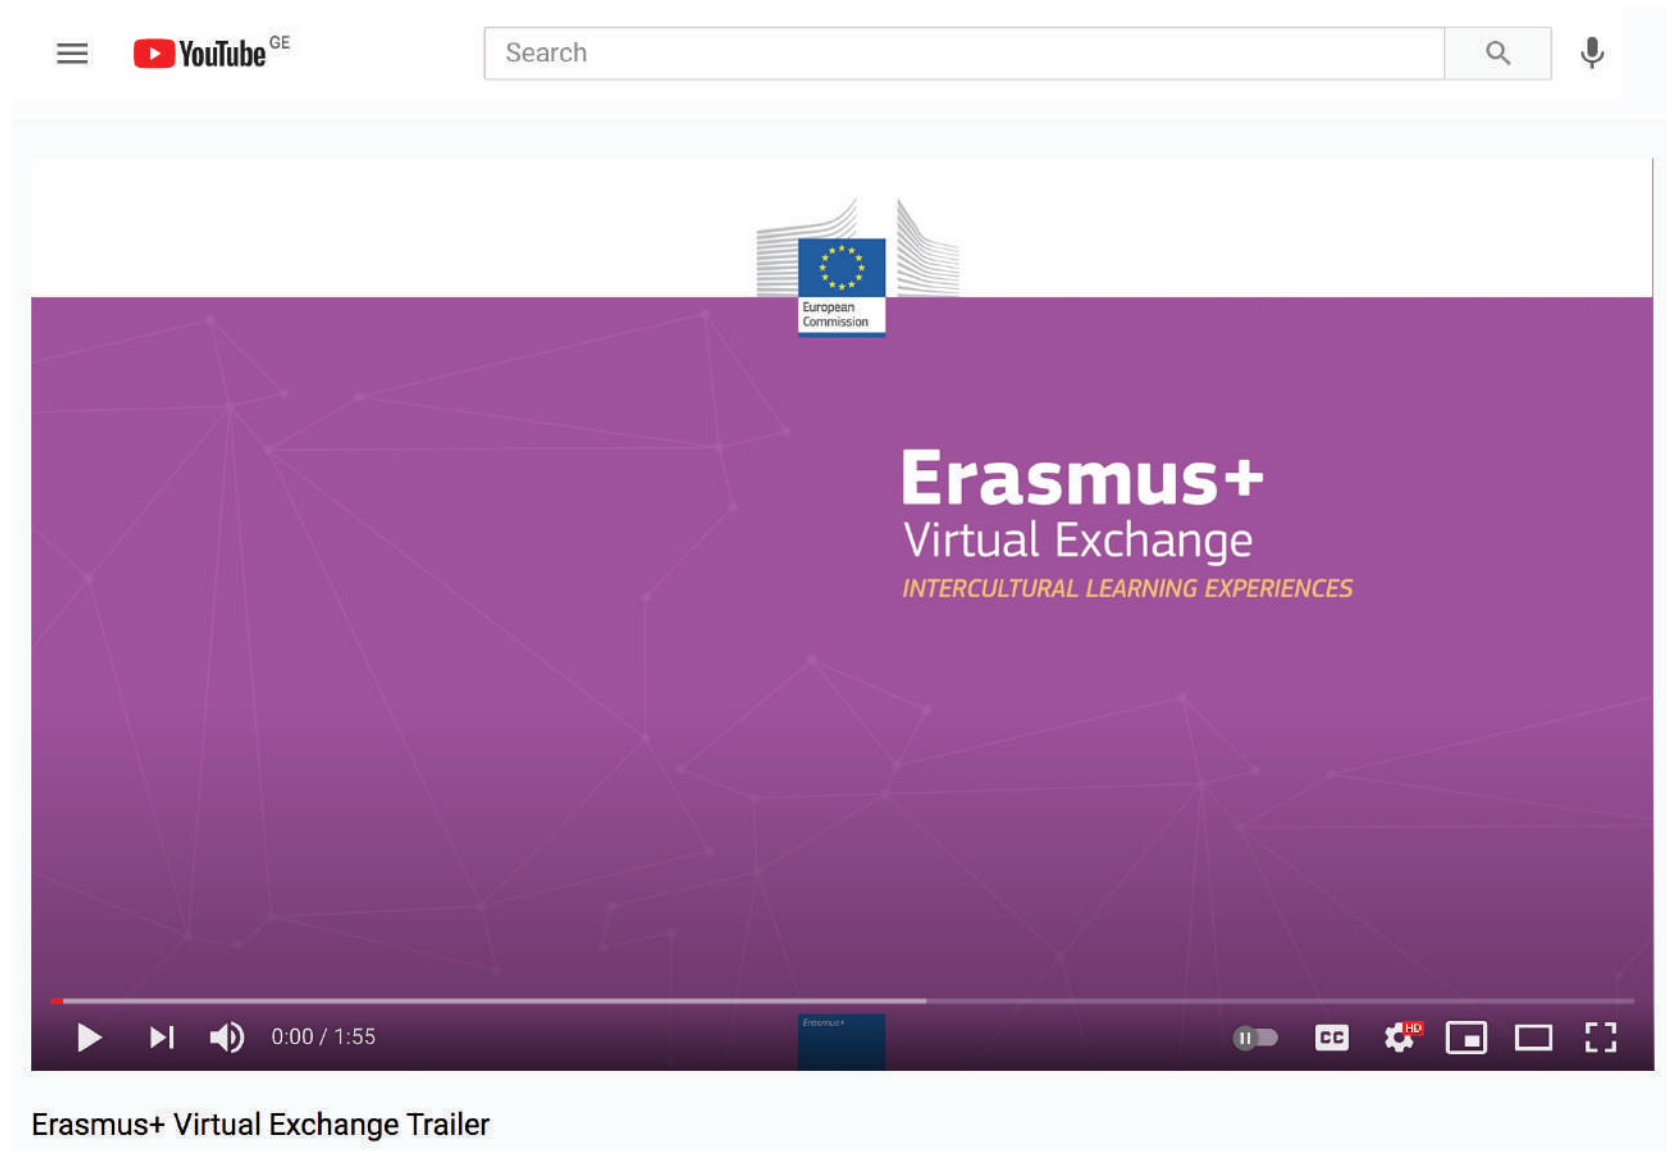 YouTube GE
Search
European
Commission
Erasmus+
Virtual Exchange
INTERCULTURAL LEARNING EXPERIENCES
Erasmus+
0:00 / 1:55
CC
HD
Erasmus+ Virtual Exchange Trailer